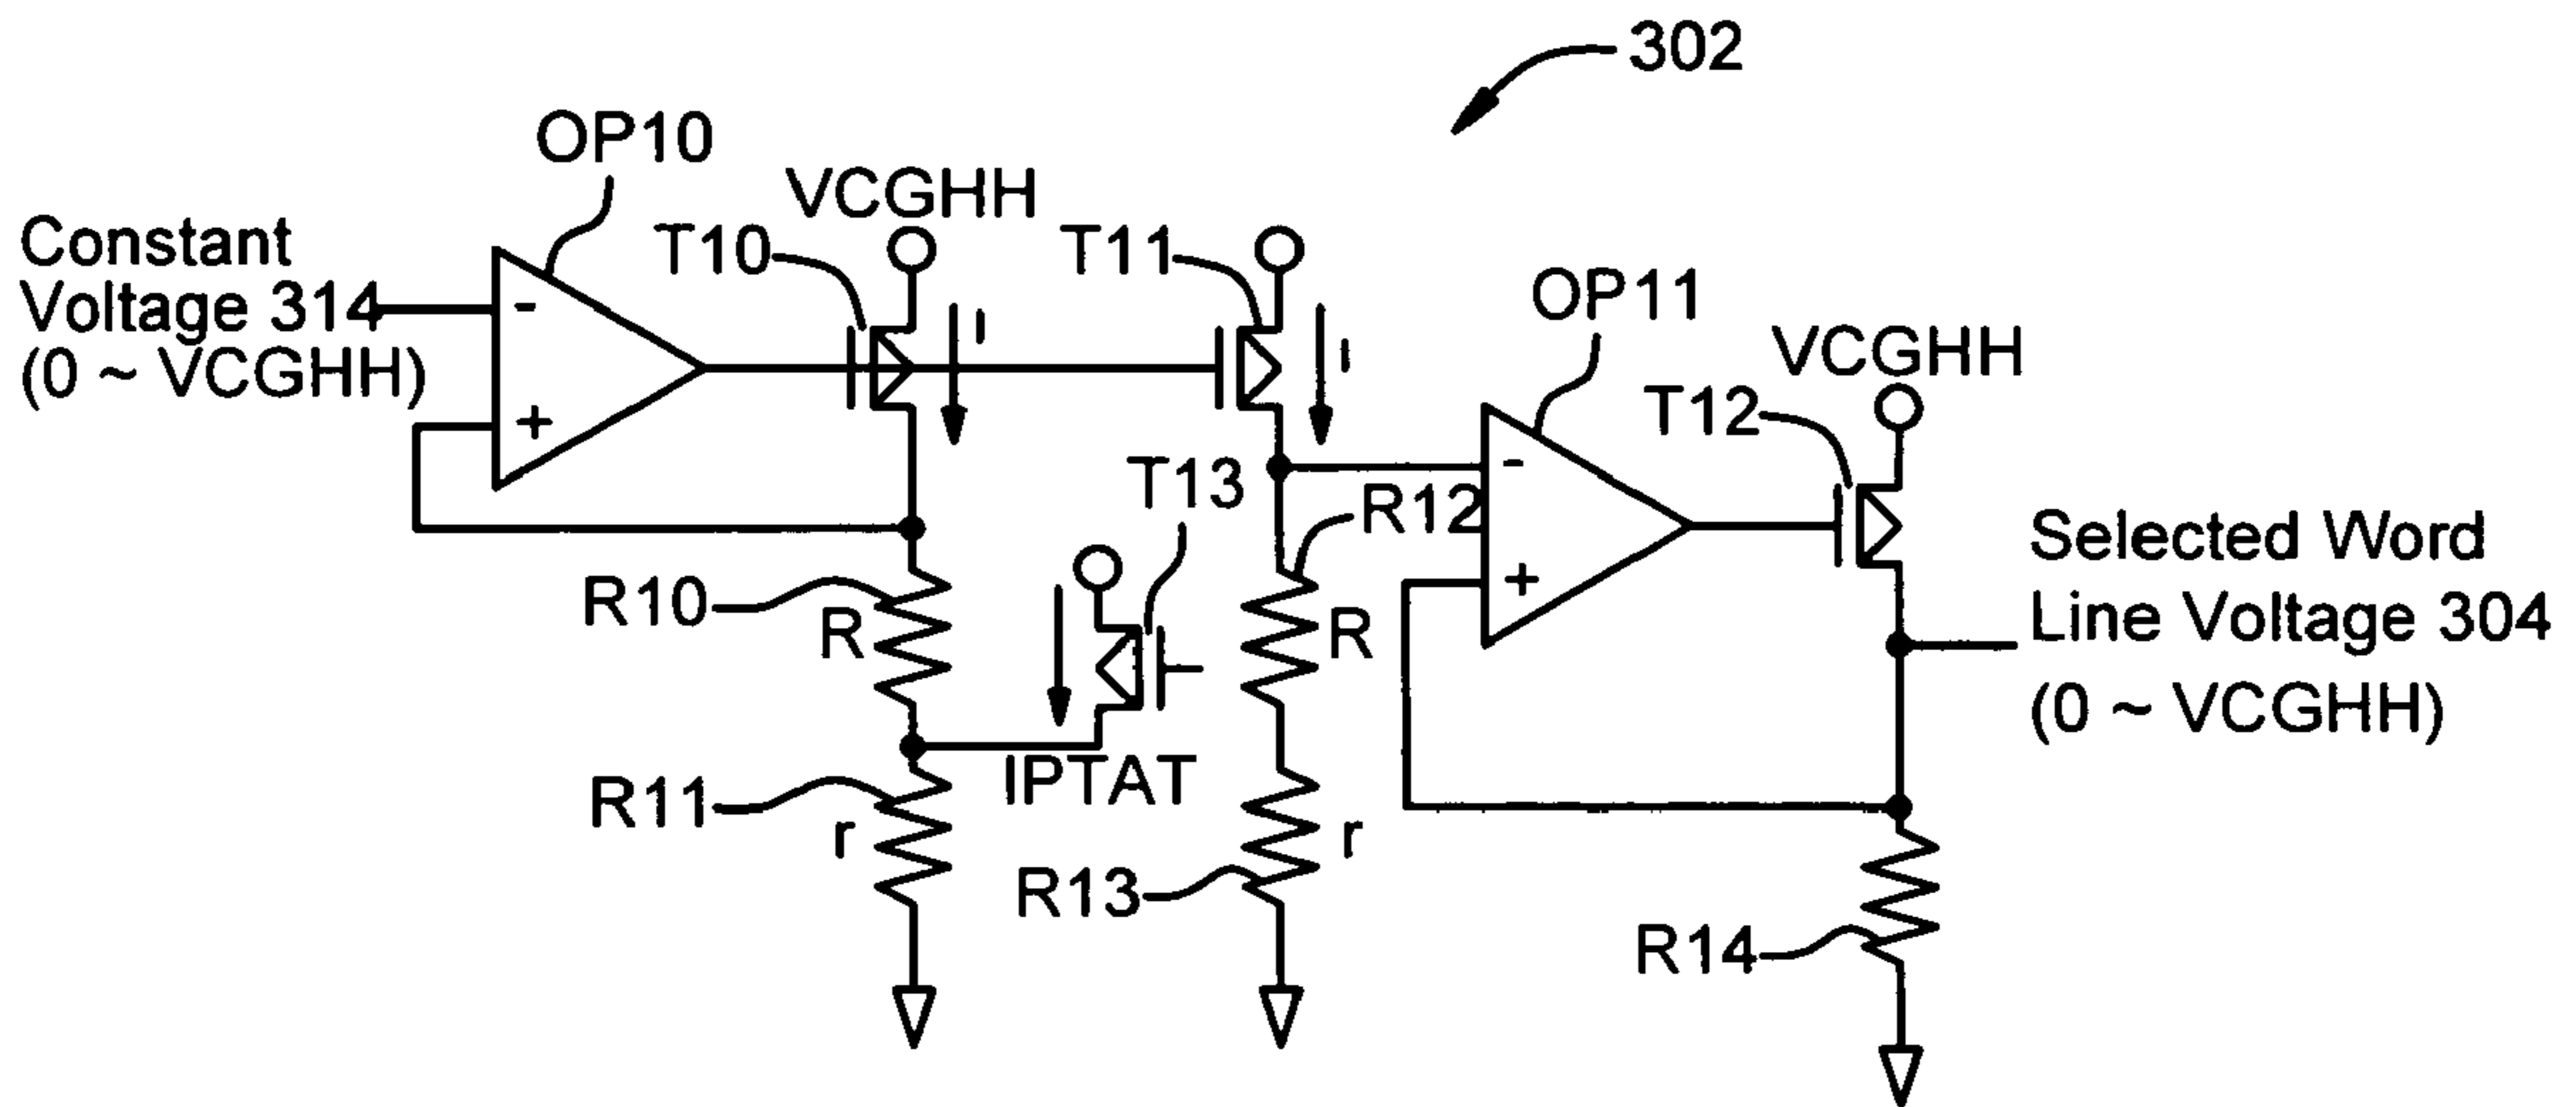 302
OP10
VCGHH
Constant
Voltage 314
(0 ~ VCGHH)
T10
T11
-
+
I
I
OP11
VCGHH
T12
-
+
T13
R12
R10
R
R
IPTAT
R11
r
r
R13
R14
Selected Word
Line Voltage 304
(0 ~ VCGHH)